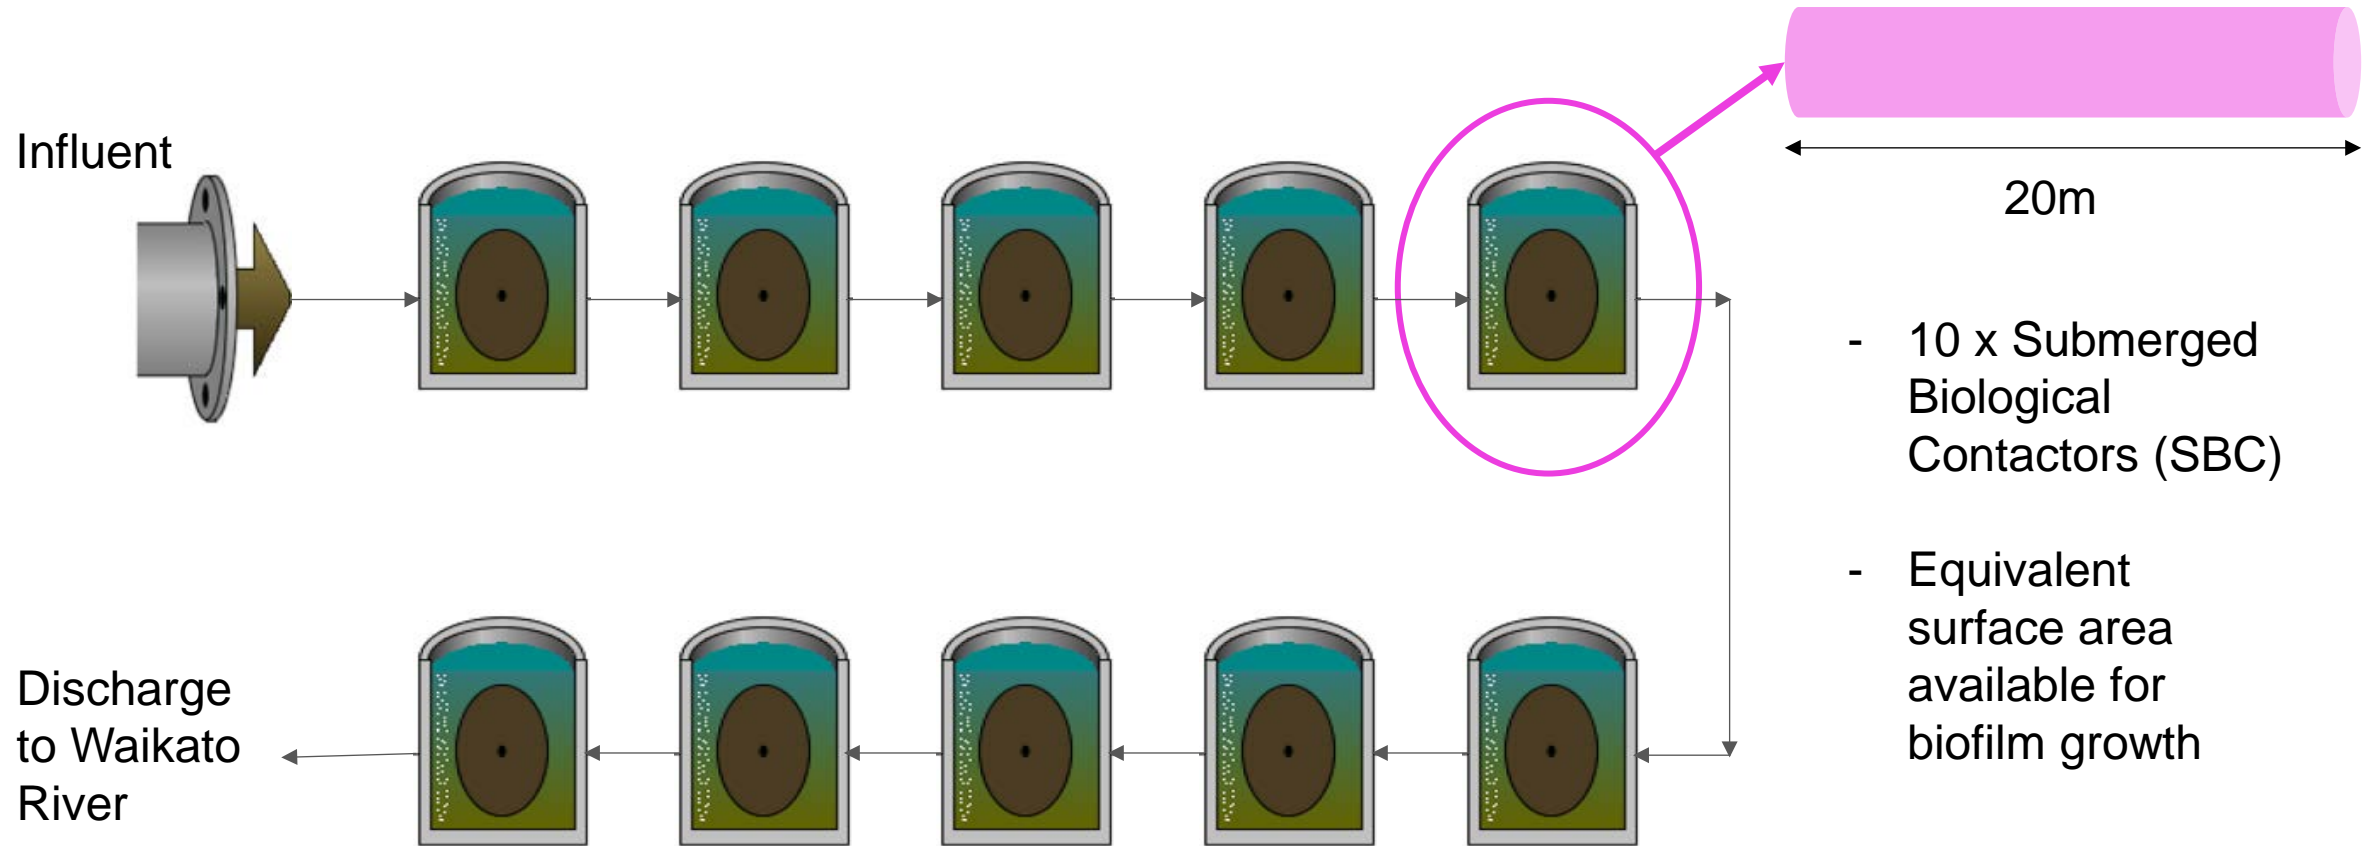 Influent
20m
- 10 x Submerged
Biological
Contactors (SBC)
- Equivalent
surface area
available for
biofilm growth
Discharge
to Waikato
River